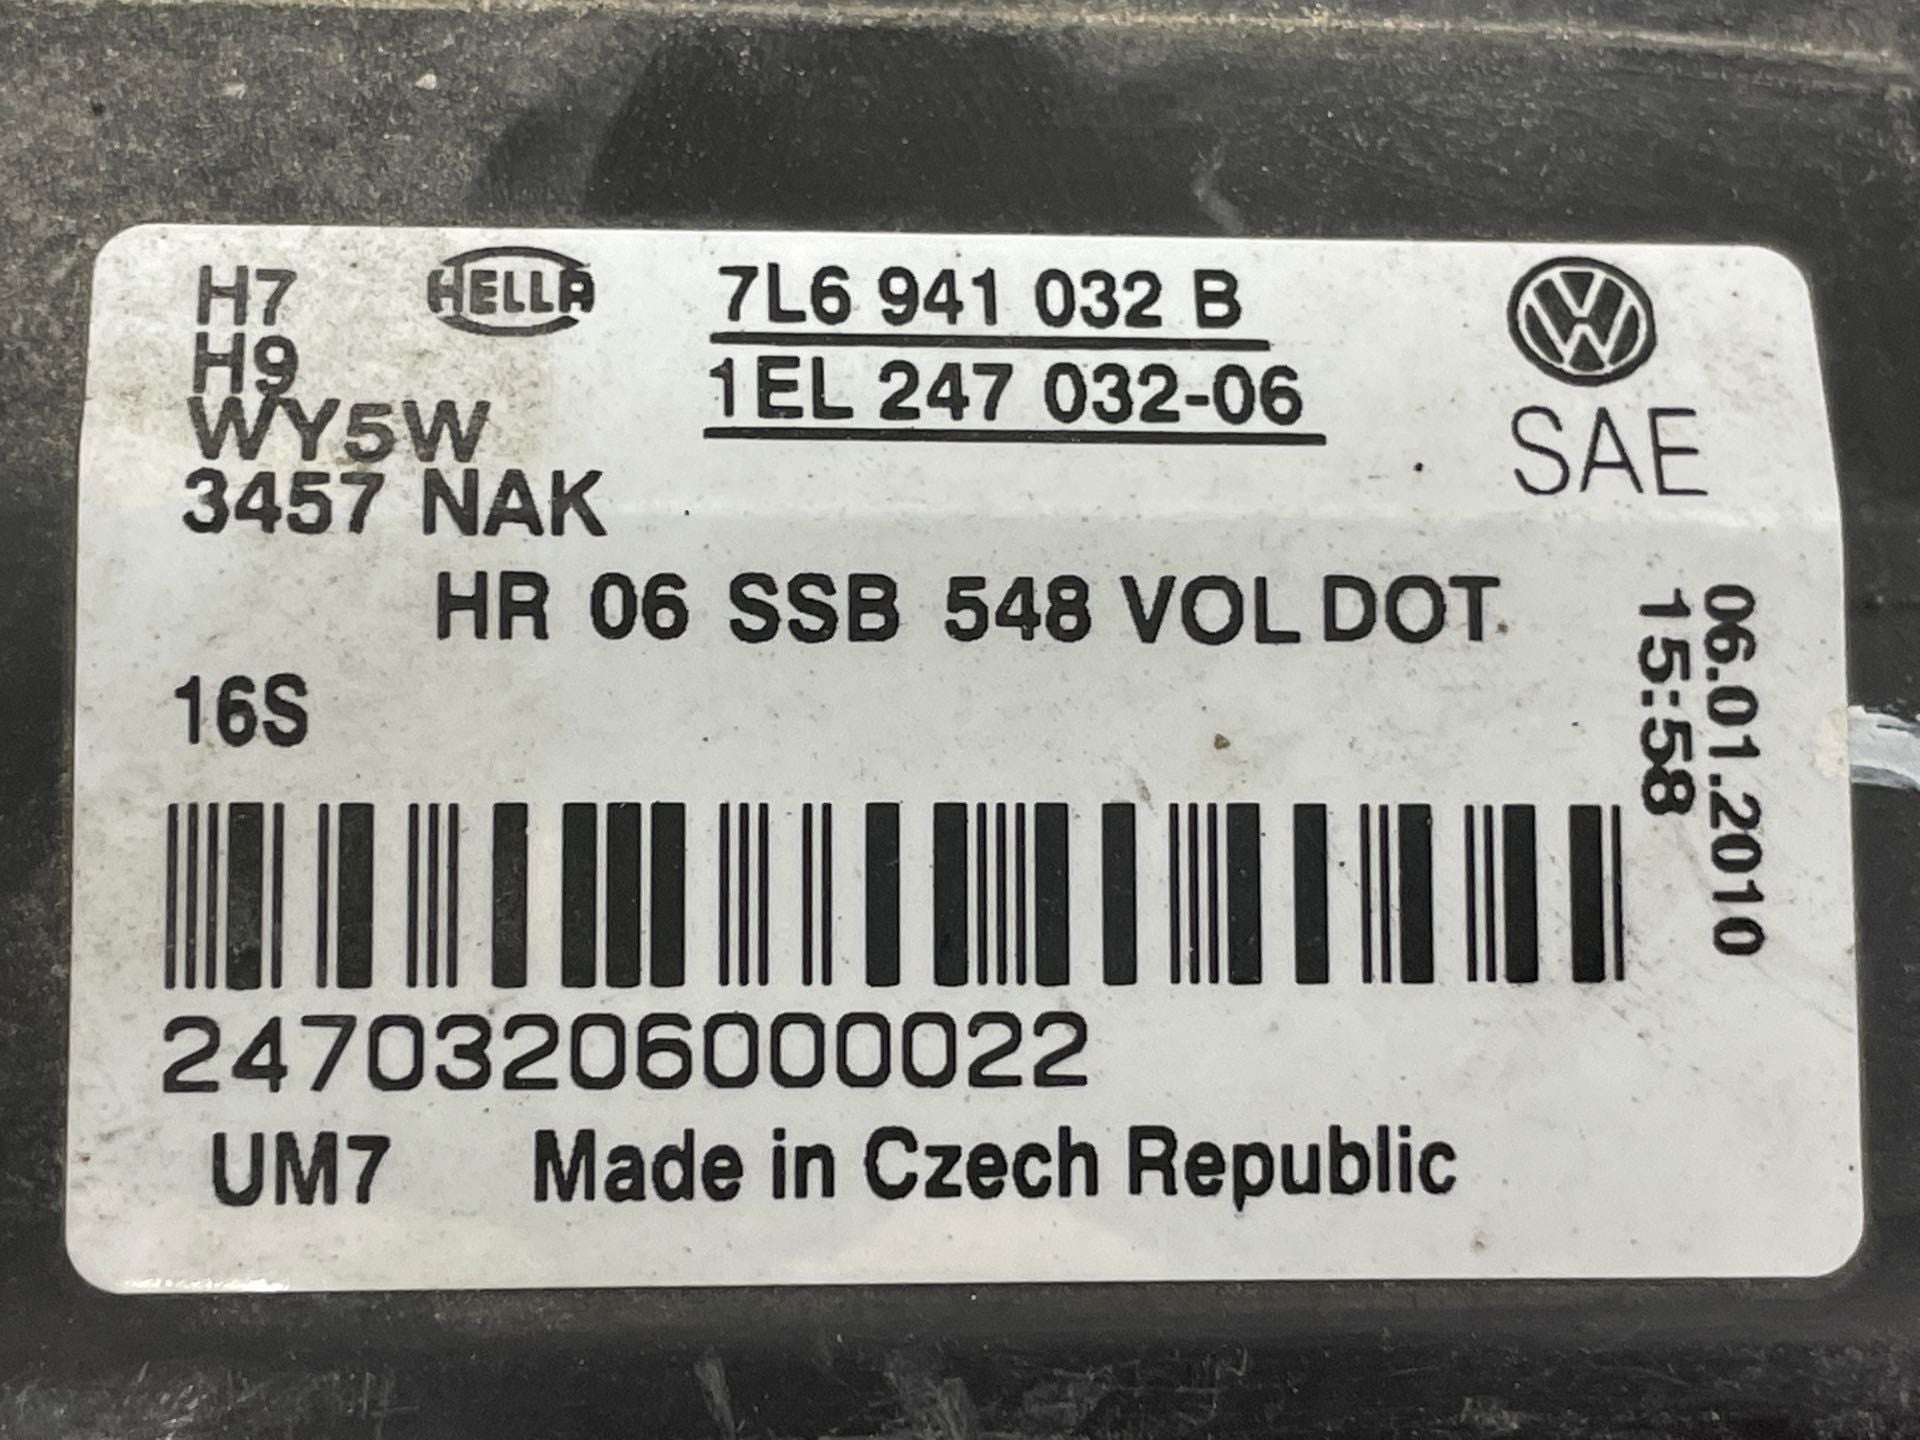 H7
HELLA
7L6 941 032 B
H9
1EL 247 032-06
WY5W
SAE
3457 NAK
HR 06 SSB 548 VOL DOT
16S
06.01.2010
15:58
24703206000022
UM7 Made in Czech Republic